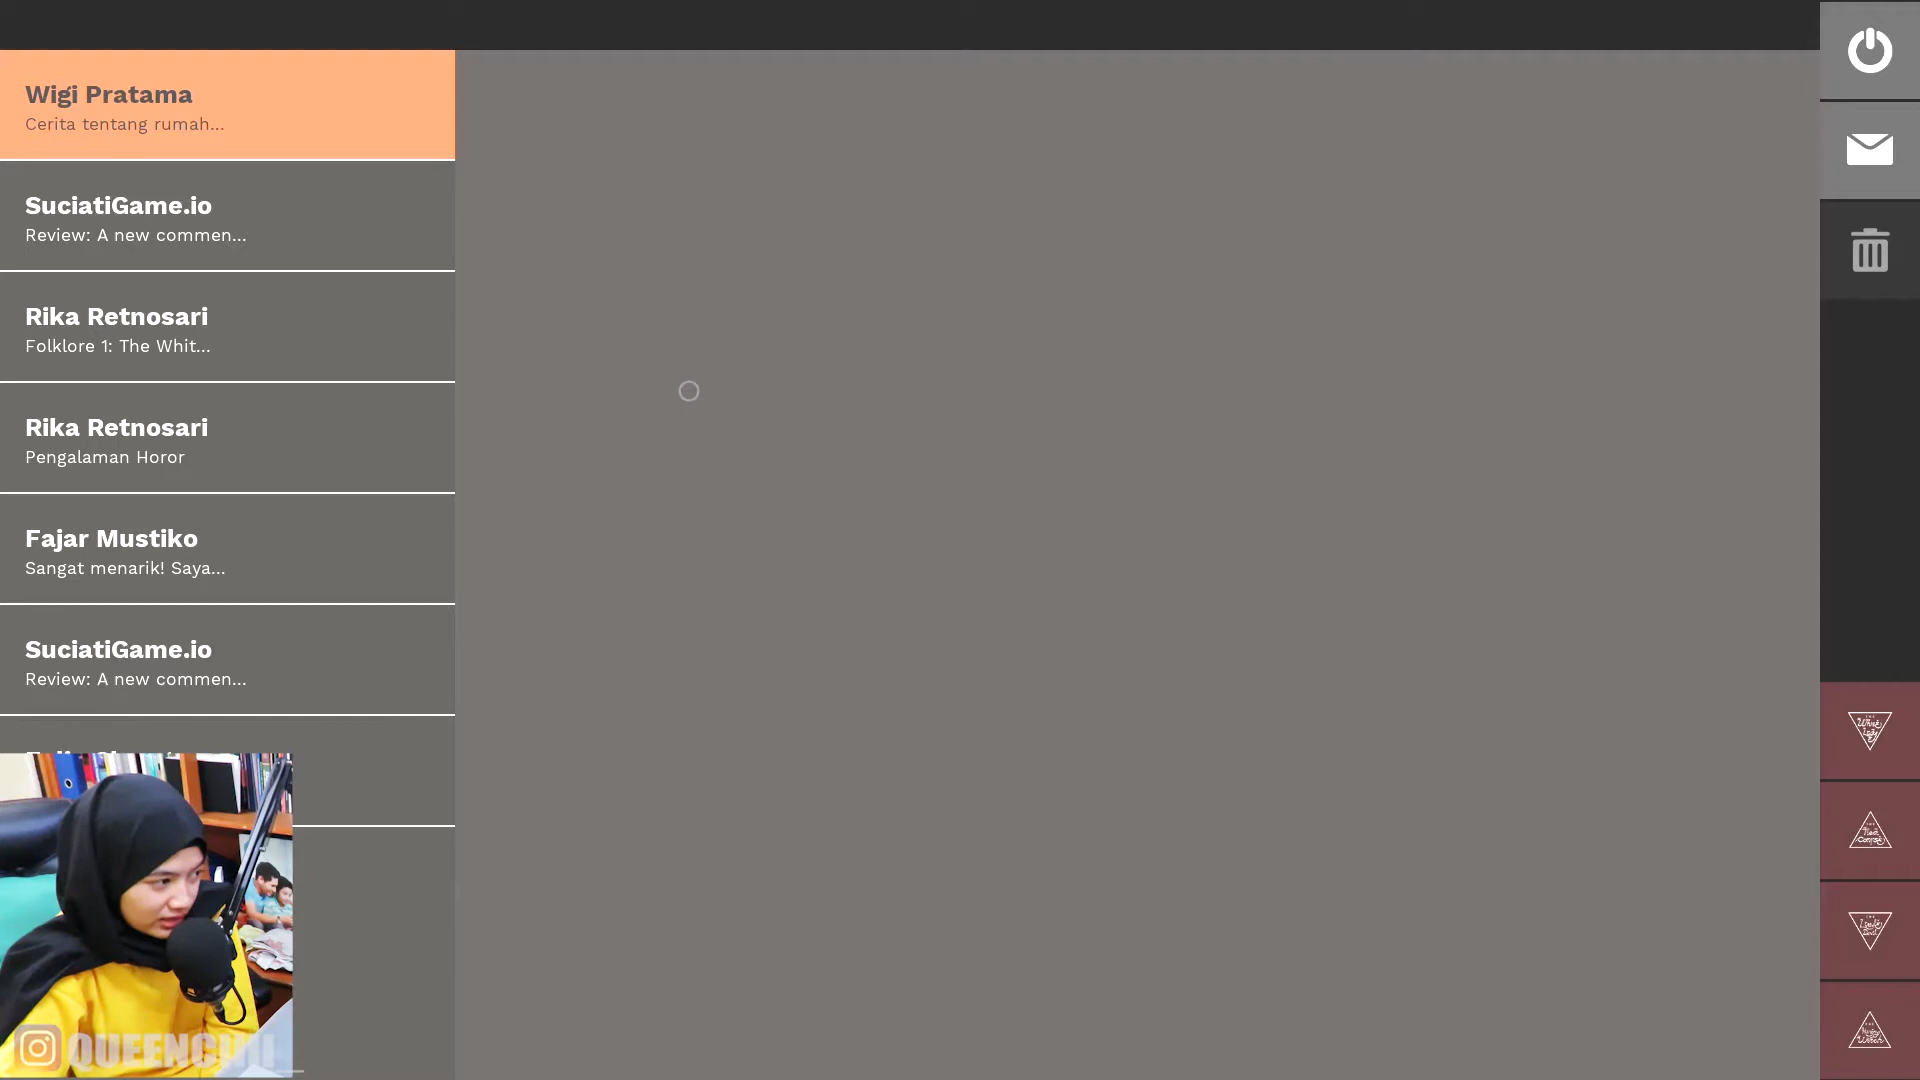 Wigi Pratama
Cerita tentang rumah...
SuciatiGame.io
Review: A new commen...
Rika Retnosari
Folklore 1: The Whit...
Rika Retnosari
Pengalaman Horor
Fajar Mustiko
Sangat menarik! Saya...
SuciatiGame.io
Review: A new commen...